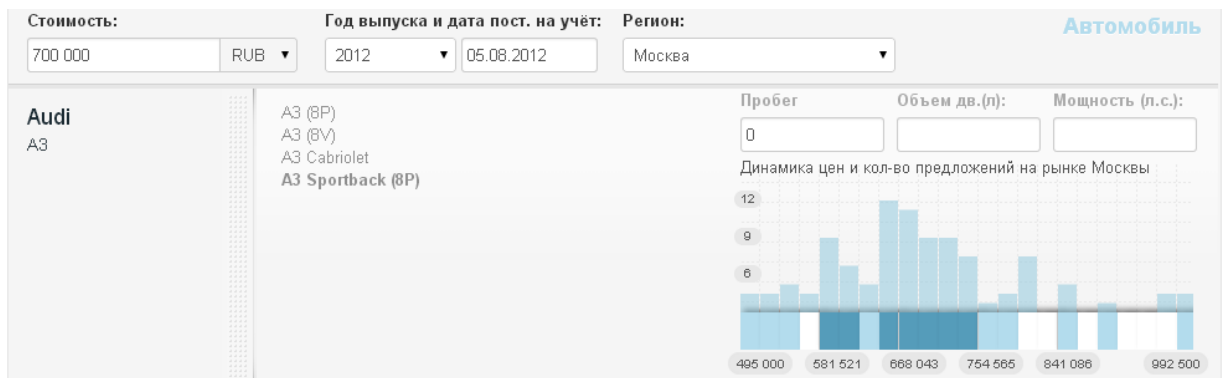 Стоимость: Год выпуска и дата пост. на учёт: Регион: Автомобиль
700 000 RUB 2012 05.08.2012 Москва
Audi
A3
A3 (8P)
A3 (8V)
A3 Cabriolet
A3 Sportback (8P)
Пробег Объем дв.(л): Мощность (л.с.):
0
Динамика цен и кол-во предложений на рынке Москвы
12
9
6
495 000 581 521 668 043 754 565 841 086 992 500